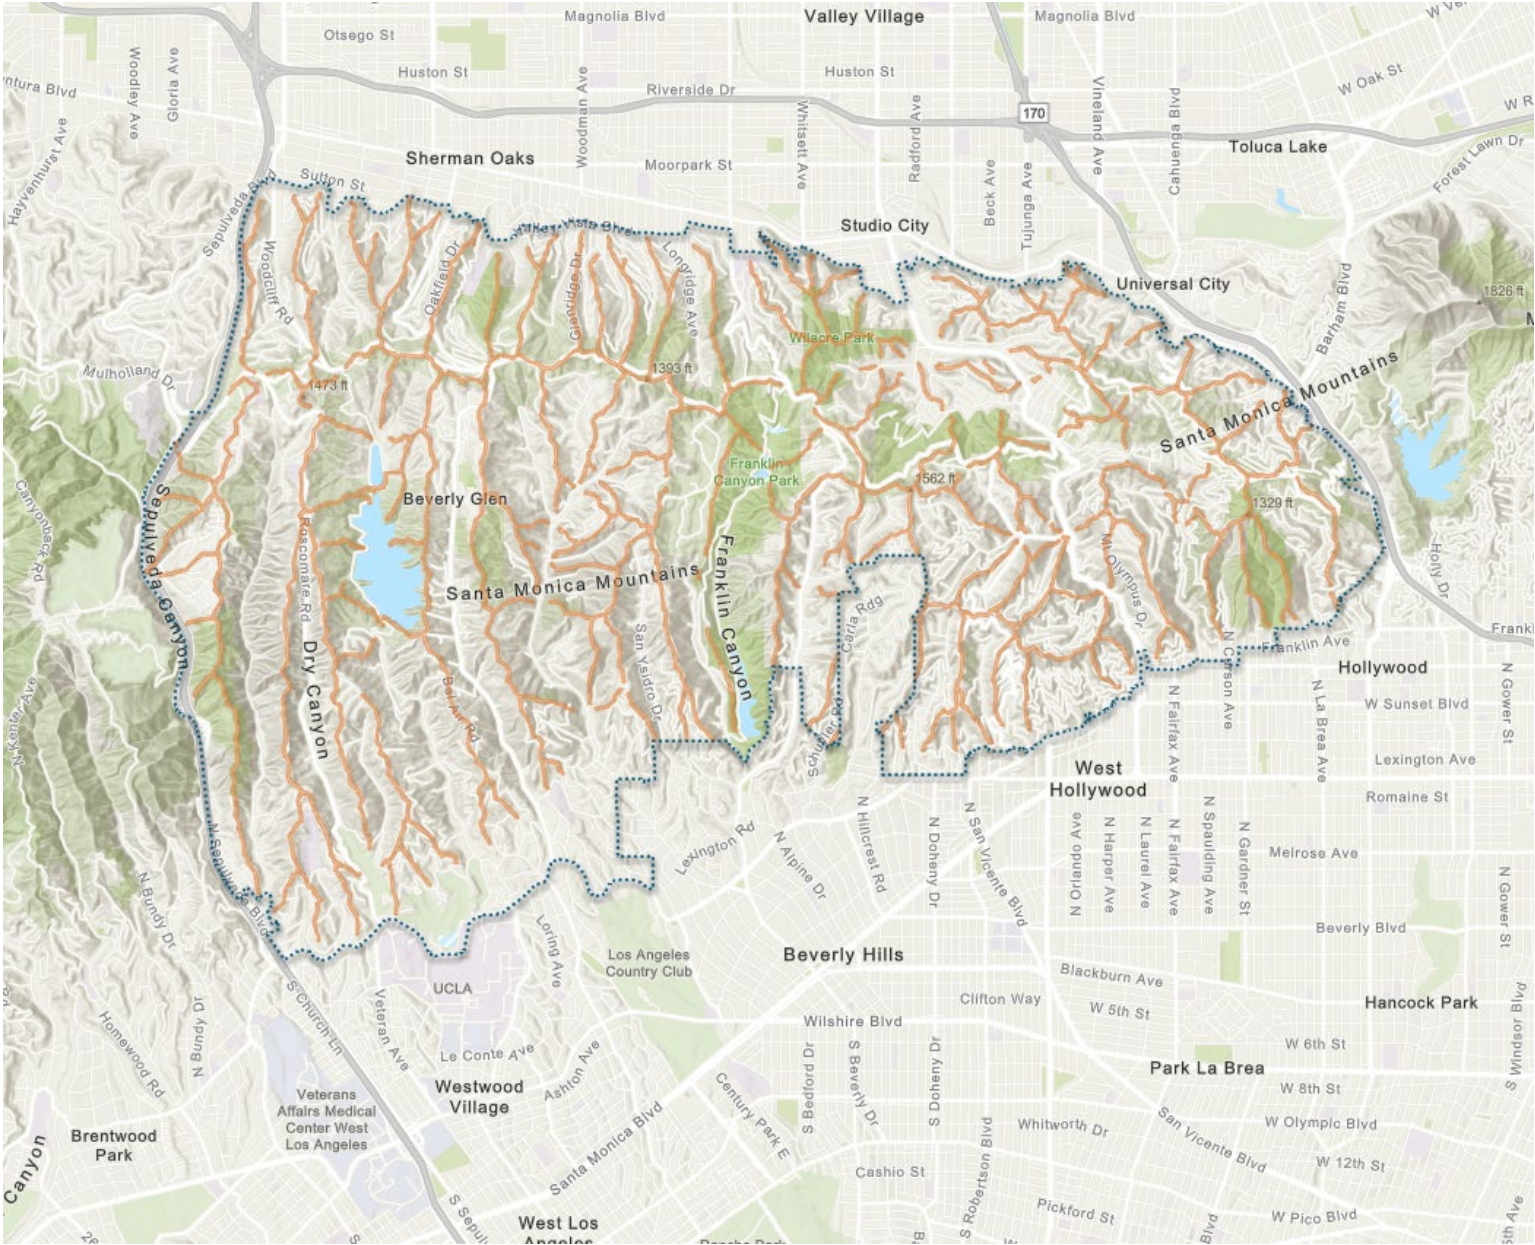 Magnolia Blvd
Valley Village
Magnolia Blvd
Otsego St
Huston St
Huston St
W Oak St
Woodley Ave
Gloria Ave
Woodman Ave
Riverside Dr
Whitsett Ave
Radford Ave
170
Vineland Ave
Cahuenga Blvd
Toluca Lake
Forest Lawn Dr
Hayvenhurst Ave
Sherman Oaks
Moorpark St
Beck Ave
Tujunga Ave
Sutton St
Sepulveda Blvd
Valley Vista Blvd
Studio City
Universal City
1826 ft
Barham Blvd
Woodcliff Rd
Oakfield Dr
Glenridge Dr
Longridge Ave
Wilacre Park
Mulholland Dr
1473 ft
1393 ft
Santa Monica Mountains
Franklin
Canyon Park
1562 ft
1329 ft
Beverly Glen
Canyonback Rd
Sepulveda Canyon
Roscomare Rd
Santa Monica Mountains
Franklin Canyon
Mt Olympus Dr
Holly Dr
Carla Rdg
Dry Canyon
San Ysidro Dr
Bel Air Rd
Schuyler Rd
Franklin Ave
Hollywood
N Curson Ave
N Fairfax Ave
N La Brea Ave
W Sunset Blvd
N Gower St
N Kenter Ave
Lexington Ave
West
Hollywood
Romaine St
N Sepulveda Blvd
N Bundy Dr
Lexington Rd
N Alpine Dr
N Hillcrest Rd
N Doheny Dr
N San Vicente Blvd
N Harper Ave
N Laurel Ave
N Fairfax Ave
N Spaulding Ave
N Gardner St
Melrose Ave
N Gower St
Beverly Blvd
Loring Ave
Los Angeles
Country Club
Beverly Hills
Blackburn Ave
UCLA
Clifton Way
W 5th St
Hancock Park
S Windsor Blvd
S Church Ln
Veteran Ave
Homewood Rd
N Bundy Dr
Wilshire Blvd
W 6th St
Le Conte Ave
Ashton Ave
S Bedford Dr
S Beverly Dr
S Doheny Dr
Park La Brea
W 8th St
Westwood
Village
Veterans
Affairs Medical
Center West
Los Angeles
Century Park E
Whitworth Dr
San Vicente Blvd
W Olympic Blvd
Brentwood
Park
Santa Monica Blvd
Cashio St
W 12th St
S Robertson Blvd
Canyon
West Los
Angeles
Pickford St
W Pico Blvd